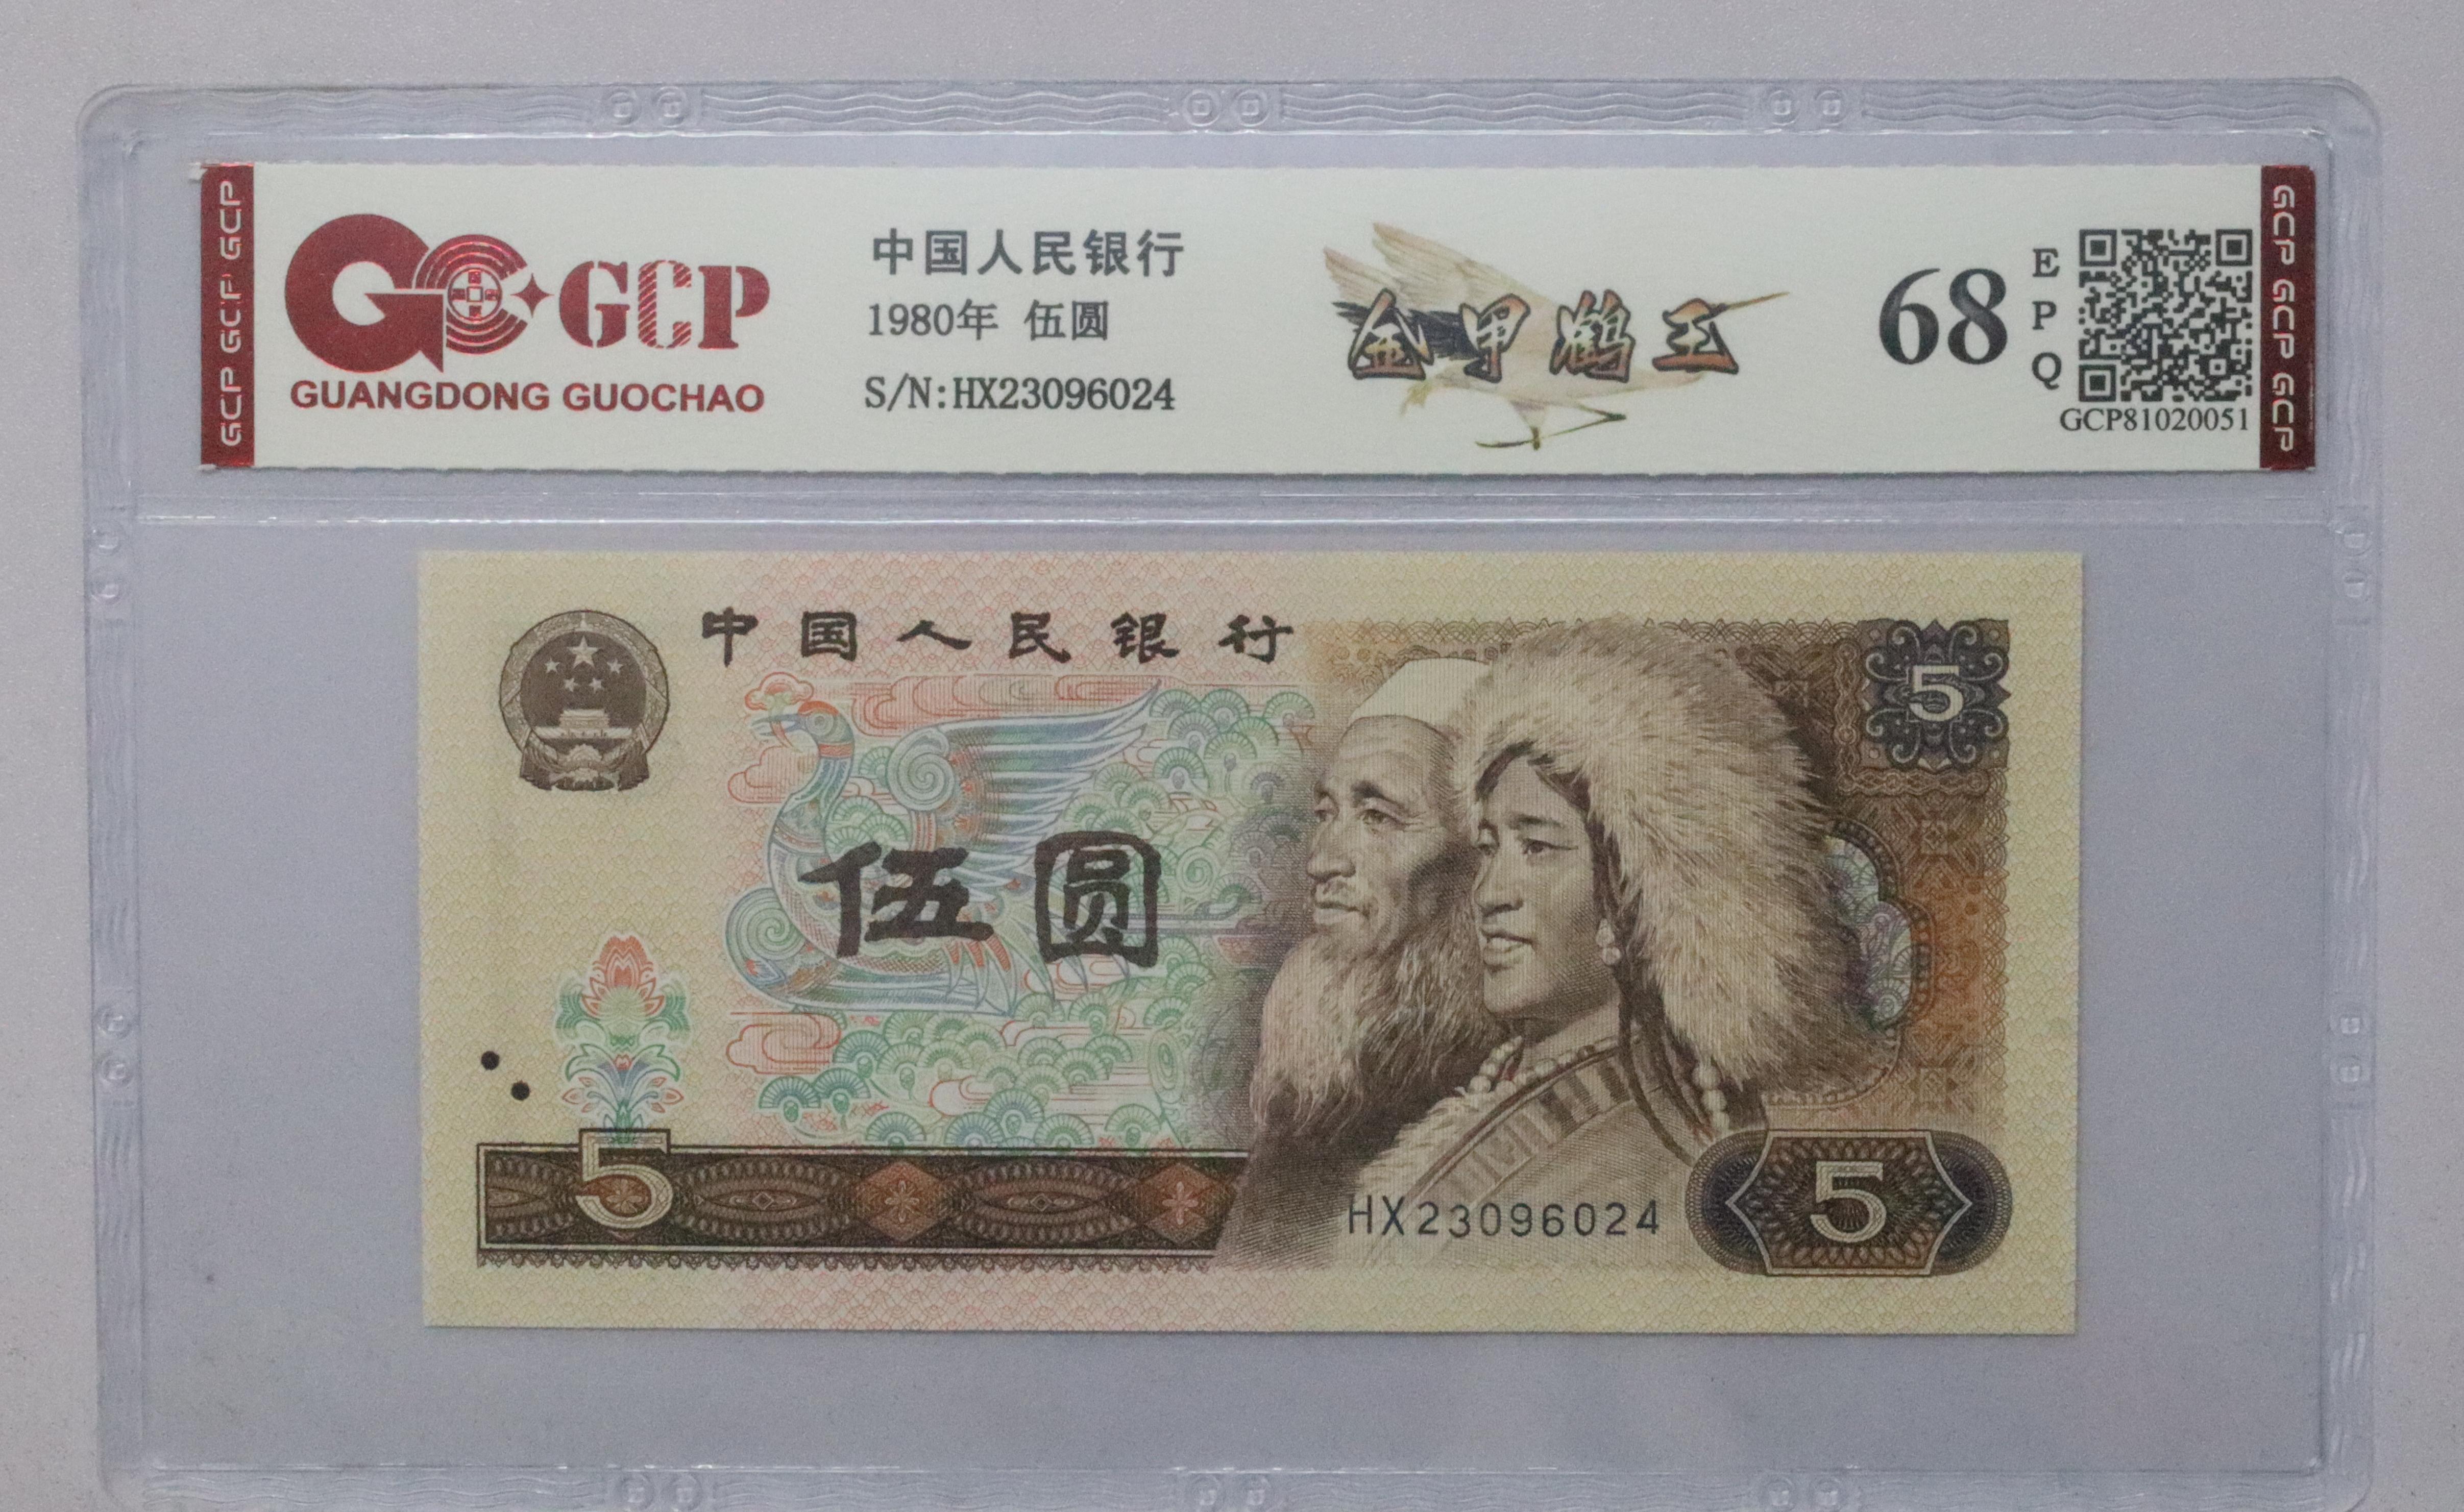 GCP GCP GCP
GCP
GUANGDONG GUOCHAO
中国人民银行
1980年 伍圆
S/N:HX23096024
金甲鹤王
68
E
P
Q
GCP81020051
GCP GCP GCP
中国人民银行
5
伍圆
5
HX23096024
5